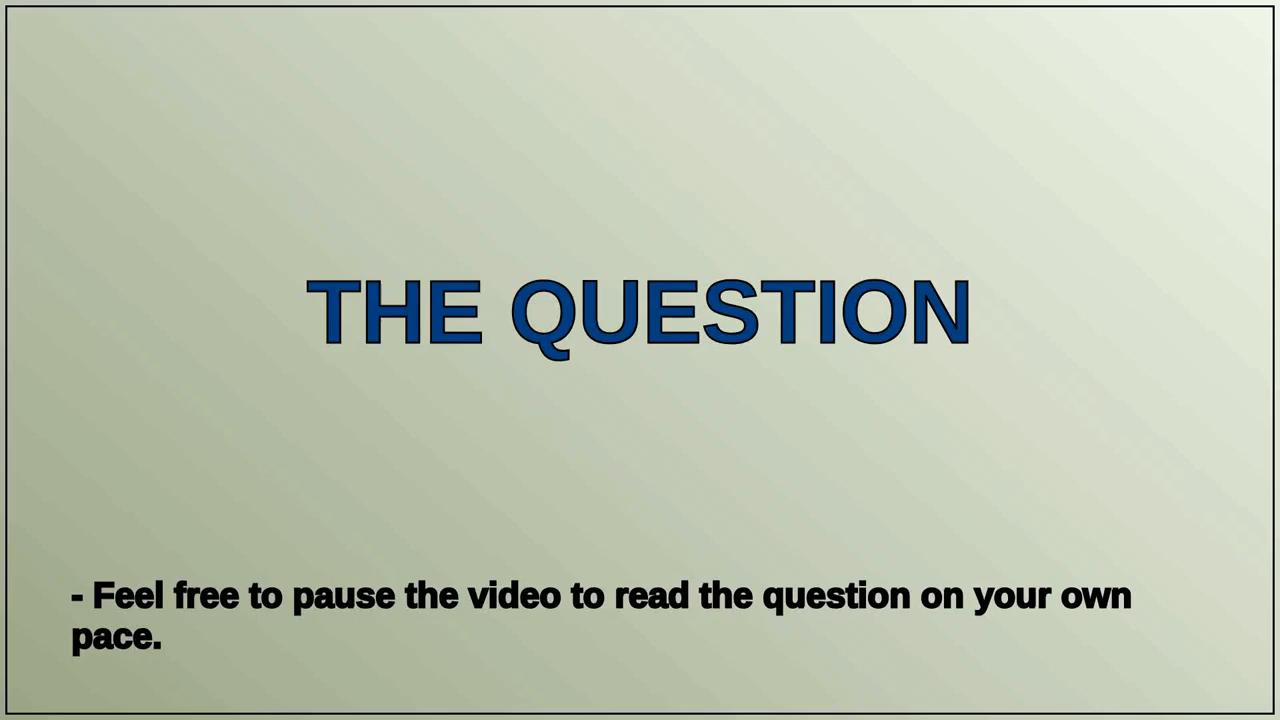 THE QUESTION
- Feel free to pause the video to read the question on your own
pace.